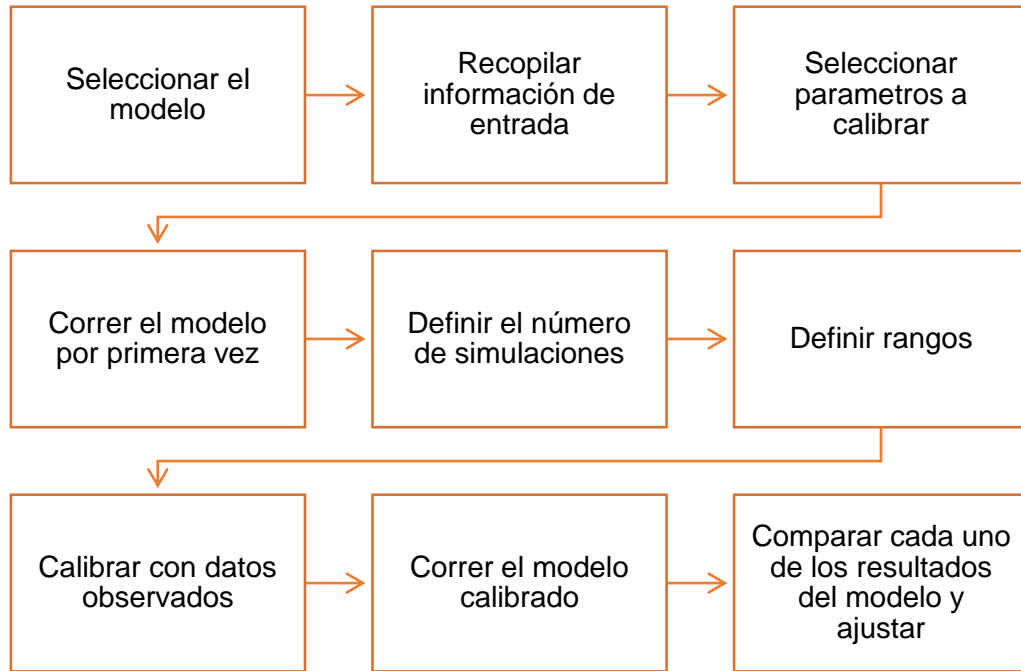 Seleccionar el
modelo
Recopilar
información de
entrada
Seleccionar
parametros a
calibrar
Correr el modelo
por primera vez
Definir el número
de simulaciones
Definir rangos
Calibrar con datos
observados
Correr el modelo
calibrado
Comparar cada uno
de los resultados
del modelo y
ajustar